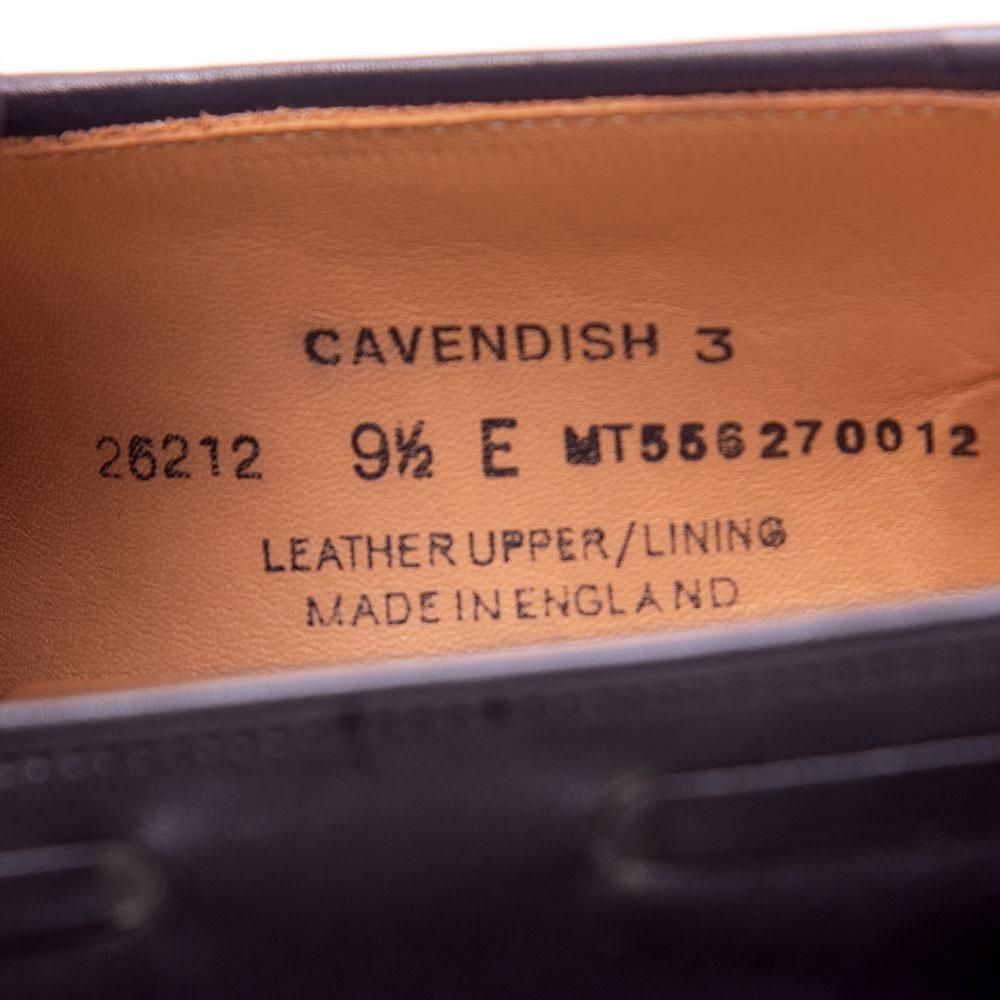 CAVENDISH 3
26212 9½ E MT556270012
LEATHER UPPER/LINING
MADE IN ENGLAND